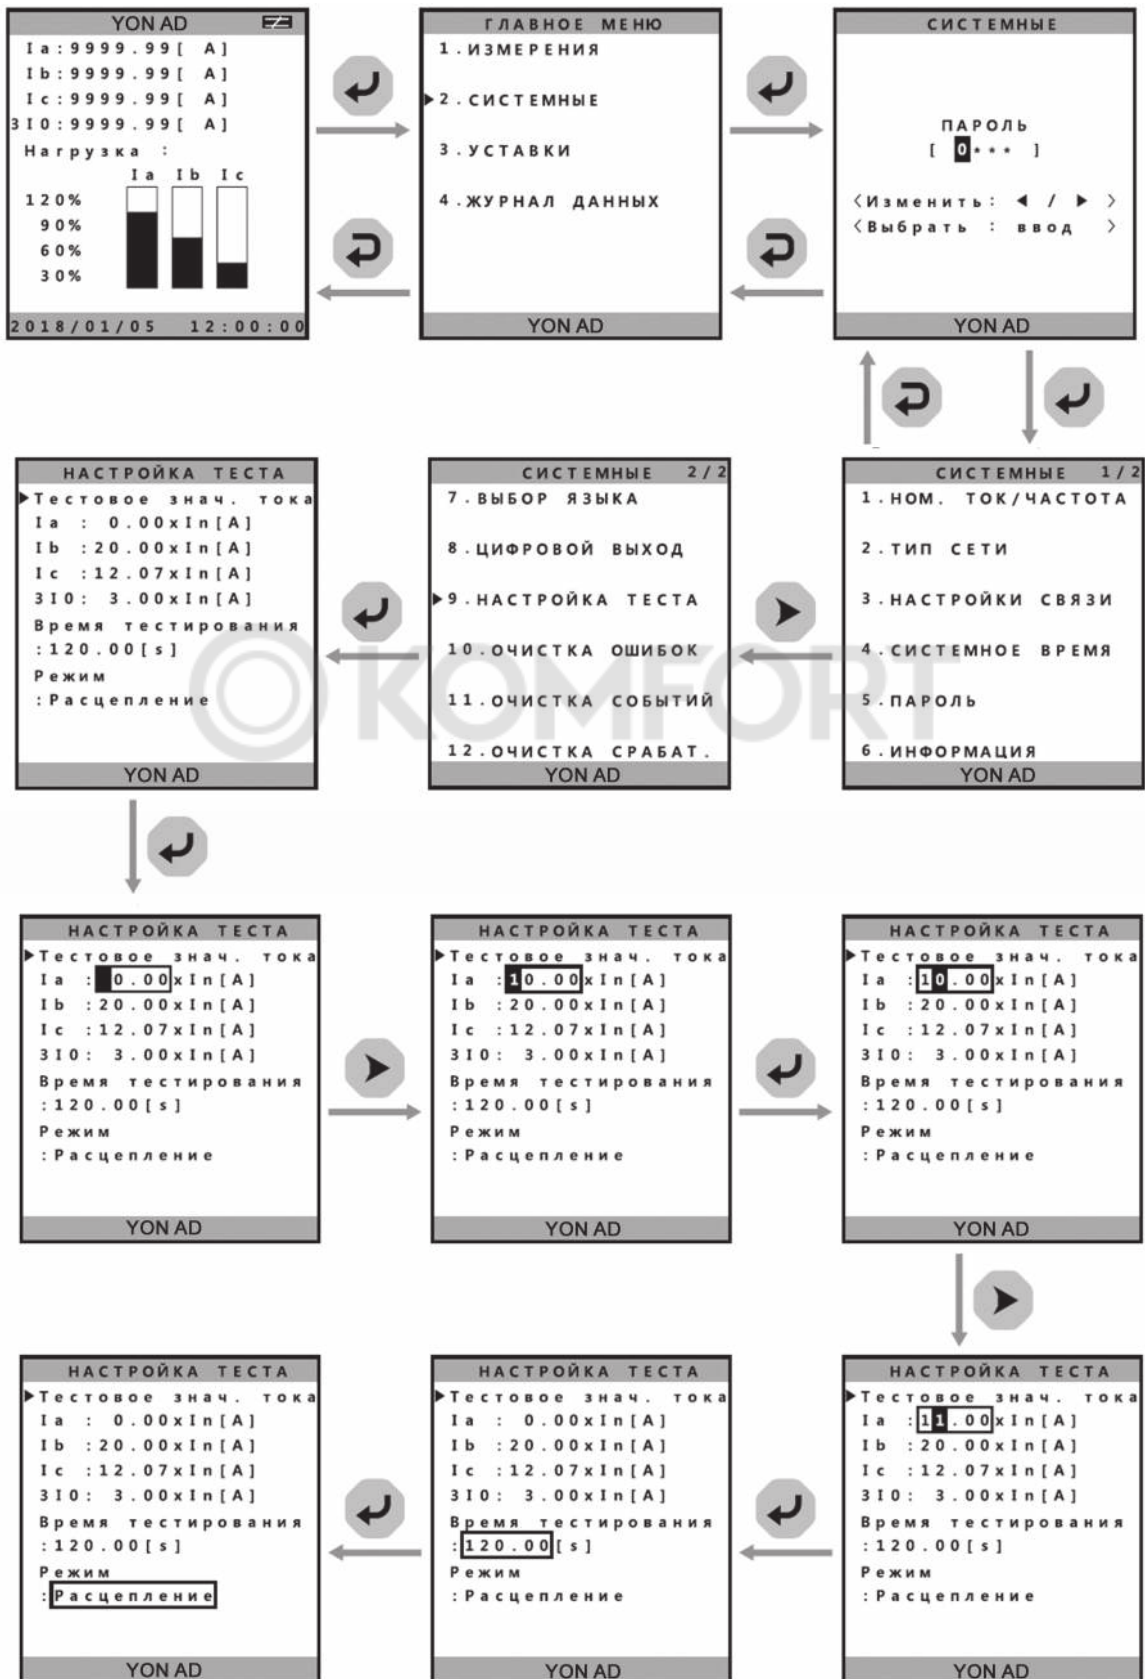 YON AD
Ia:9999.99[ A]
Ib:9999.99[ A]
Ic:9999.99[ A]
3I0:9999.99[ A]
Нагрузка :
Ia Ib Ic
120%
90%
60%
30%
2018/01/05 12:00:00
ГЛАВНОЕ МЕНЮ
1.ИЗМЕРЕНИЯ
2.СИСТЕМНЫЕ
3.УСТАВКИ
4.ЖУРНАЛ ДАННЫХ
YON AD
СИСТЕМНЫЕ
ПАРОЛЬ
[ 0*** ]
<Изменить: ◀ / ▶ >
<Выбрать : ввод >
YON AD
НАСТРОЙКА ТЕСТА
▶Тестовое знач. тока
Ia : 0.00xIn[A]
Ib :20.00xIn[A]
Ic :12.07xIn[A]
3I0: 3.00xIn[A]
Время тестирования
:120.00[s]
Режим
:Расцепление
YON AD
СИСТЕМНЫЕ 2/2
7.ВЫБОР ЯЗЫКА
8.ЦИФРОВОЙ ВЫХОД
▶9.НАСТРОЙКА ТЕСТА
10.ОЧИСТКА ОШИБОК
11.ОЧИСТКА СОБЫТИЙ
12.ОЧИСТКА СРАБАТ.
YON AD
СИСТЕМНЫЕ 1/2
1.НОМ. ТОК/ЧАСТОТА
2.ТИП СЕТИ
3.НАСТРОЙКИ СВЯЗИ
4.СИСТЕМНОЕ ВРЕМЯ
5.ПАРОЛЬ
6.ИНФОРМАЦИЯ
YON AD
KOMFORT
НАСТРОЙКА ТЕСТА
▶Тестовое знач. тока
Ia : 0.00xIn[A]
Ib :20.00xIn[A]
Ic :12.07xIn[A]
3I0: 3.00xIn[A]
Время тестирования
:120.00[s]
Режим
:Расцепление
YON AD
НАСТРОЙКА ТЕСТА
▶Тестовое знач. тока
Ia :10.00xIn[A]
Ib :20.00xIn[A]
Ic :12.07xIn[A]
3I0: 3.00xIn[A]
Время тестирования
:120.00[s]
Режим
:Расцепление
YON AD
НАСТРОЙКА ТЕСТА
▶Тестовое знач. тока
Ia :10.00xIn[A]
Ib :20.00xIn[A]
Ic :12.07xIn[A]
3I0: 3.00xIn[A]
Время тестирования
:120.00[s]
Режим
:Расцепление
YON AD
НАСТРОЙКА ТЕСТА
▶Тестовое знач. тока
Ia : 0.00xIn[A]
Ib :20.00xIn[A]
Ic :12.07xIn[A]
3I0: 3.00xIn[A]
Время тестирования
:120.00[s]
Режим
:Расцепление
YON AD
НАСТРОЙКА ТЕСТА
▶Тестовое знач. тока
Ia : 0.00xIn[A]
Ib :20.00xIn[A]
Ic :12.07xIn[A]
3I0: 3.00xIn[A]
Время тестирования
:120.00[s]
Режим
:Расцепление
YON AD
НАСТРОЙКА ТЕСТА
▶Тестовое знач. тока
Ia :11.00xIn[A]
Ib :20.00xIn[A]
Ic :12.07xIn[A]
3I0: 3.00xIn[A]
Время тестирования
:120.00[s]
Режим
:Расцепление
YON AD